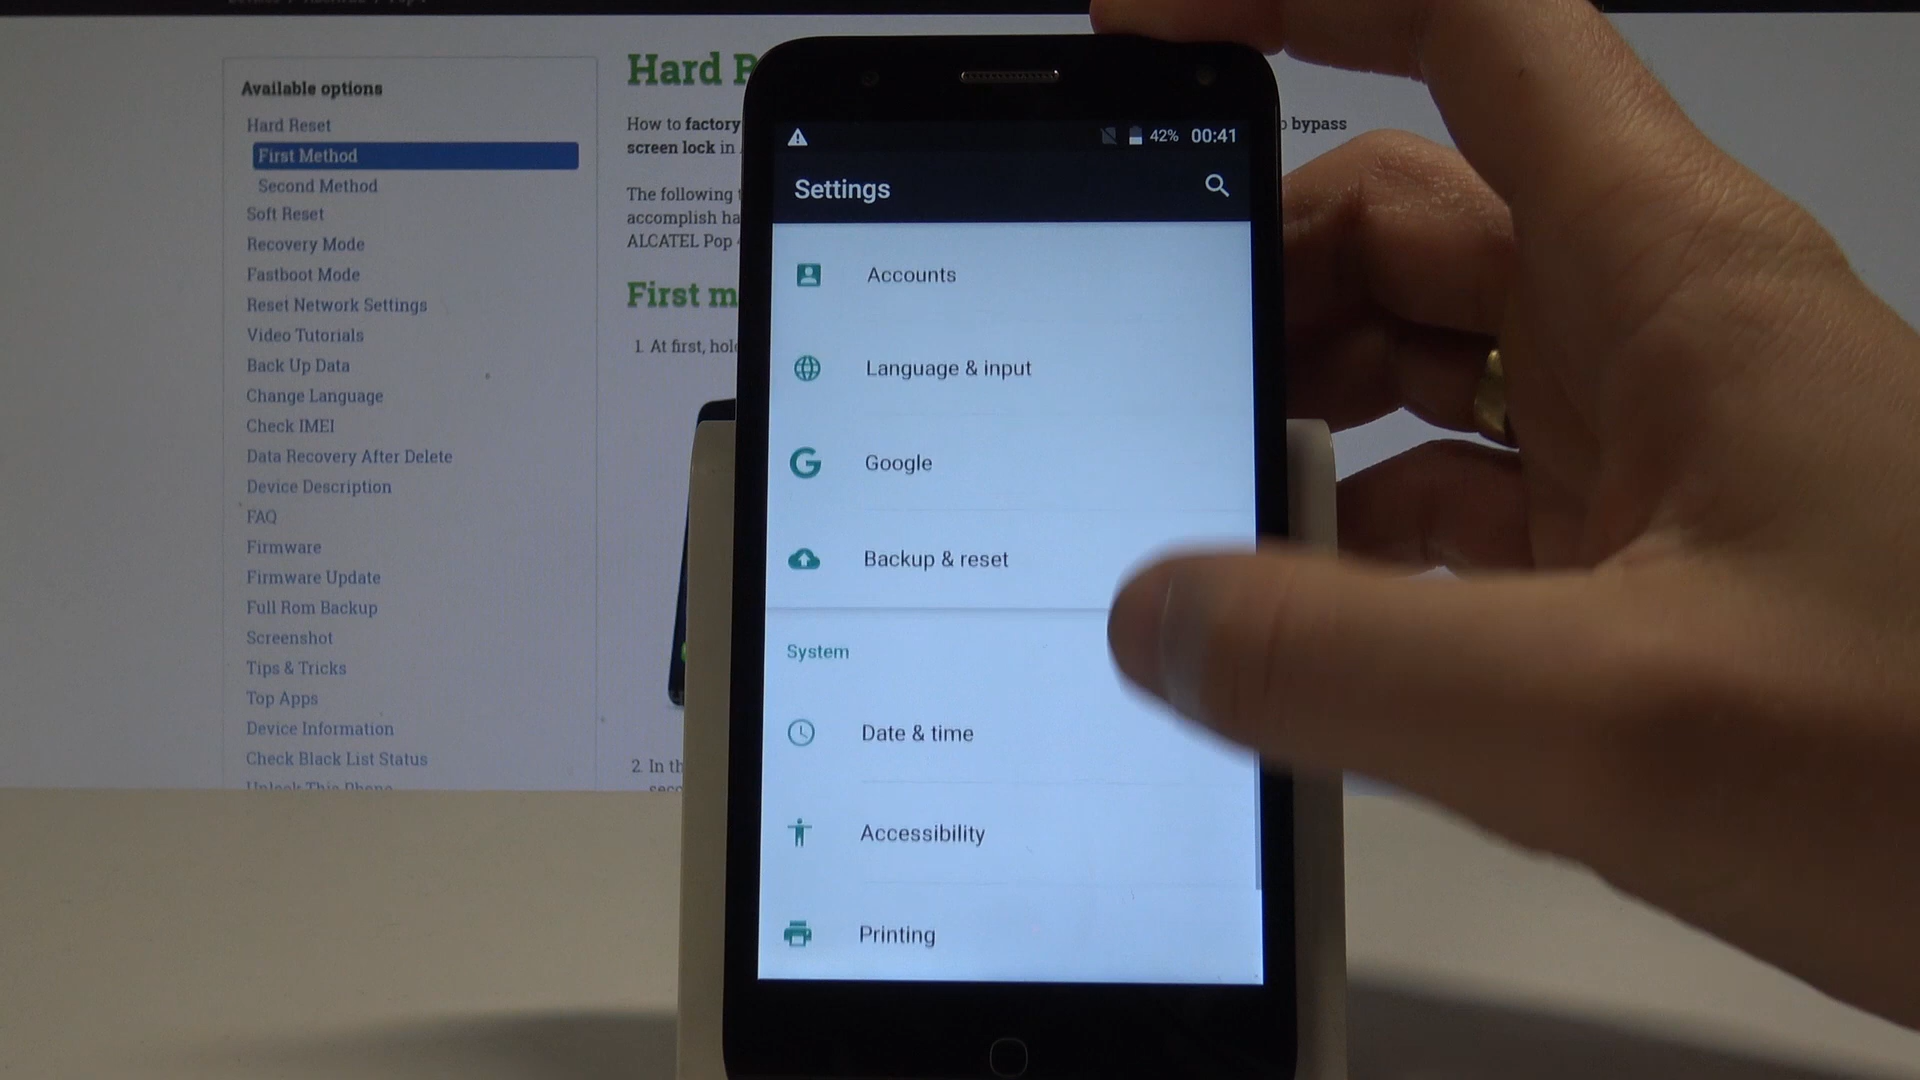 Available options
Hard Reset
First Method
Second Method
Soft Reset
Recovery Mode
Fastboot Mode
Reset Network Settings
Video Tutorials
Back Up Data
Change Language
Check IMEI
Data Recovery After Delete
Device Description
FAQ
Firmware
Firmware Update
Full Rom Backup
Screenshot
Tips & Tricks
Top Apps
Device Information
Check Black List Status
Unlock This Phone
Hard
How to factory
bypass
screen lock in
The following
accomplish ha
ALCATEL Pop
First m
1. At first, hol
2. In th
42% 00:41
Settings
Accounts
Language & input
Google
Backup & reset
System
Date & time
Accessibility
Printing